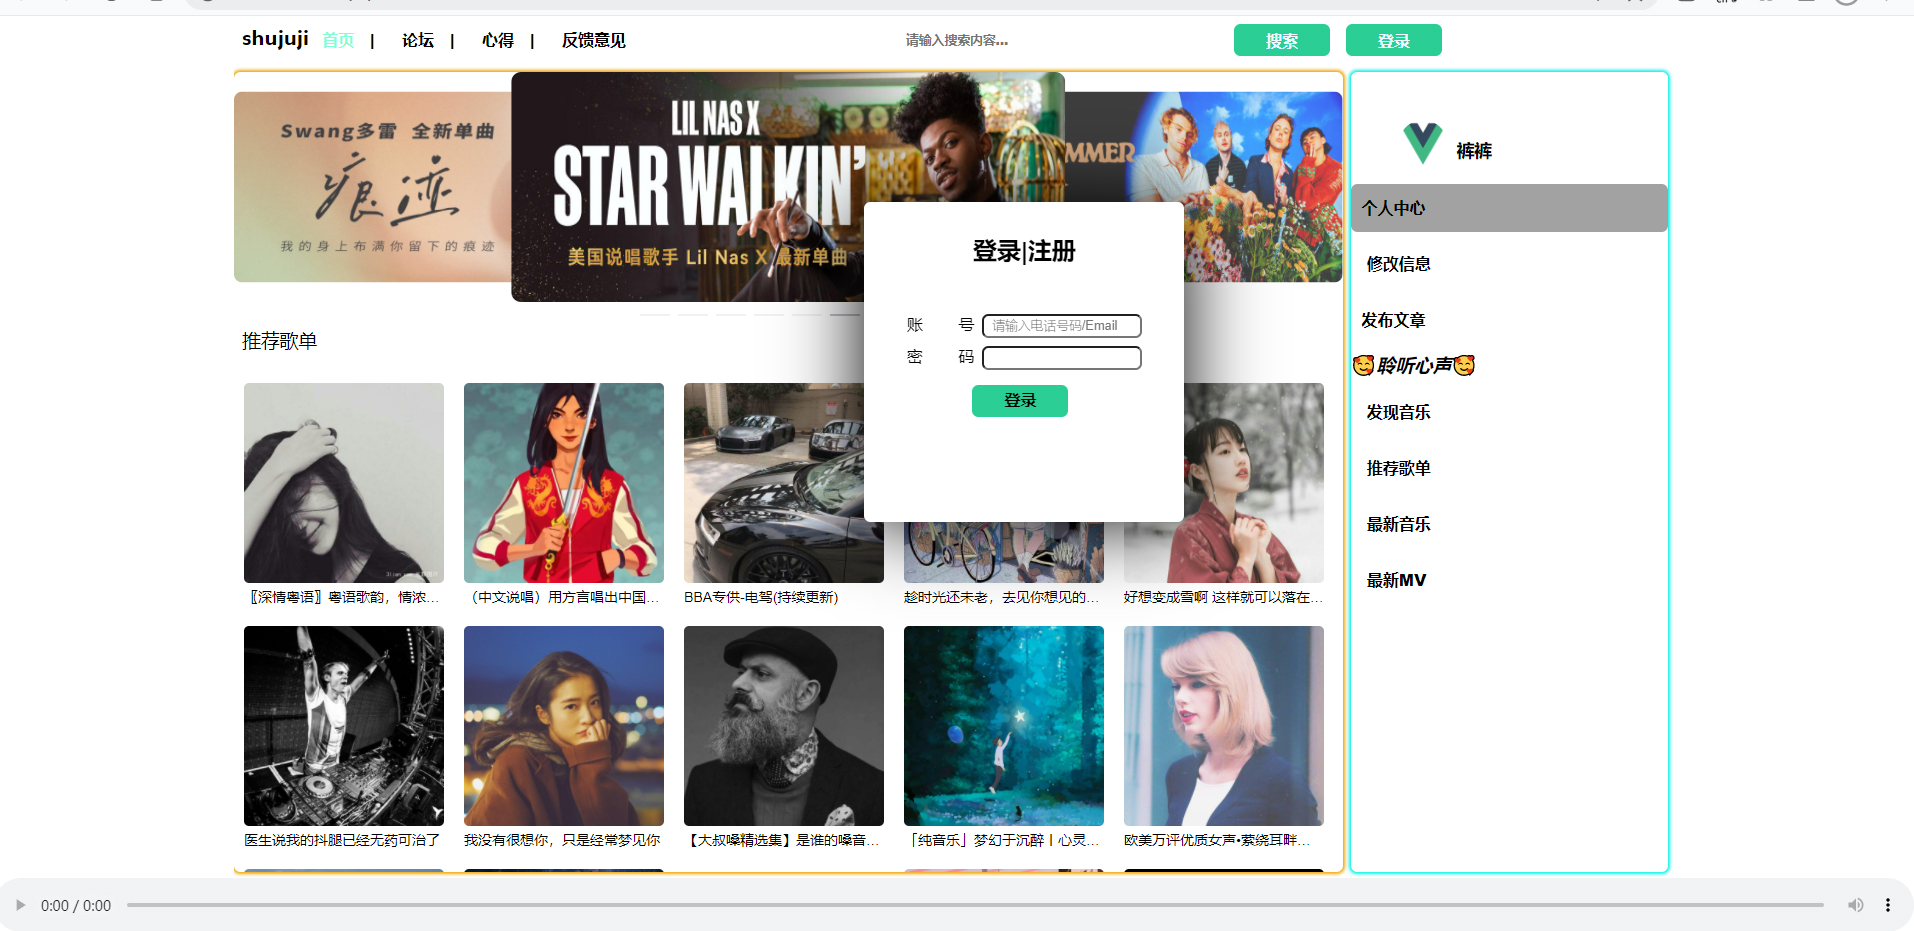 shujuji 首页 | 论坛 | 心得 | 反馈意见 请输入搜索内容... 搜索 登录
Swang多雷 全新单曲
痕迹
我的身上布满你留下的痕迹
LIL NAS X
STAR WALKIN'
美国说唱歌手 Lil Nas X 最新单曲
MMER
登录|注册
账 号 请输入电话号码/Email
密 码
登录
裤裤
个人中心
修改信息
发布文章
🥰聆听心声🥰
发现音乐
推荐歌单
最新音乐
最新MV
推荐歌单
〖深情粤语〗粤语歌韵，情浓...
（中文说唱）用方言唱出中国...
BBA专供-电驾(持续更新)
趁时光还未老，去见你想见的...
好想变成雪啊 这样就可以落在...
医生说我的抖腿已经无药可治了
我没有很想你，只是经常梦见你
【大叔嗓精选集】是谁的嗓音...
「纯音乐」梦幻于沉醉丨心灵...
欧美万评优质女声•萦绕耳畔...
0:00 / 0:00